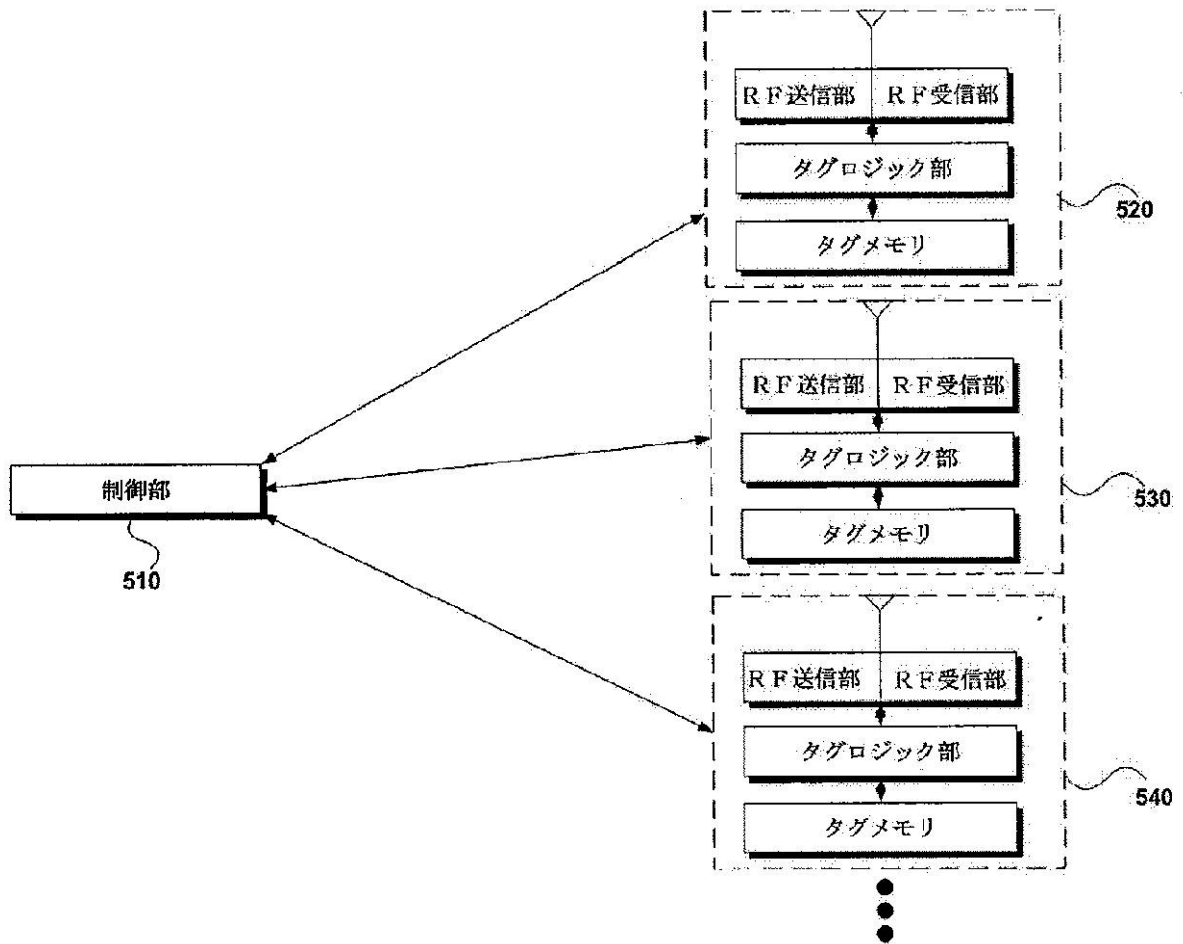 RF送信部 RF受信部
タグロジック部
タグメモリ
520
RF送信部 RF受信部
タグロジック部
タグメモリ
530
制御部
510
RF送信部 RF受信部
タグロジック部
タグメモリ
540